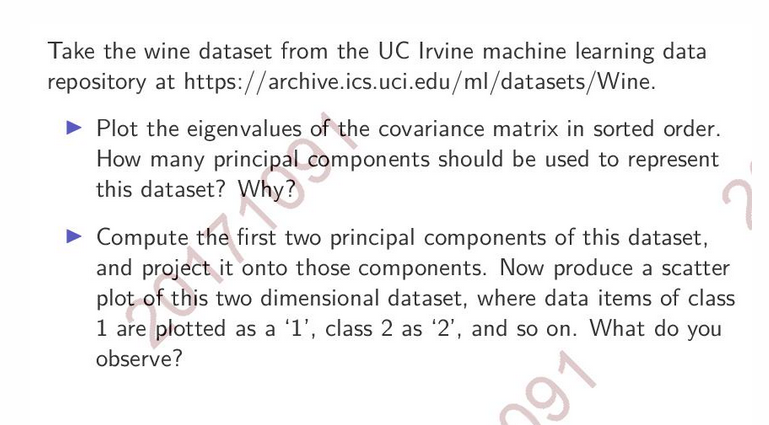 Take the wine dataset from the UC Irvine machine learning data
repository at https://archive.ics.uci.edu/ml/datasets/Wine.
▶ Plot the eigenvalues of the covariance matrix in sorted order.
How many principal components should be used to represent
this dataset? Why?
▶ Compute the first two principal components of this dataset,
and project it onto those components. Now produce a scatter
plot of this two dimensional dataset, where data items of class
1 are plotted as a ‘1’, class 2 as ‘2’, and so on. What do you
observe?
20171091
2
091